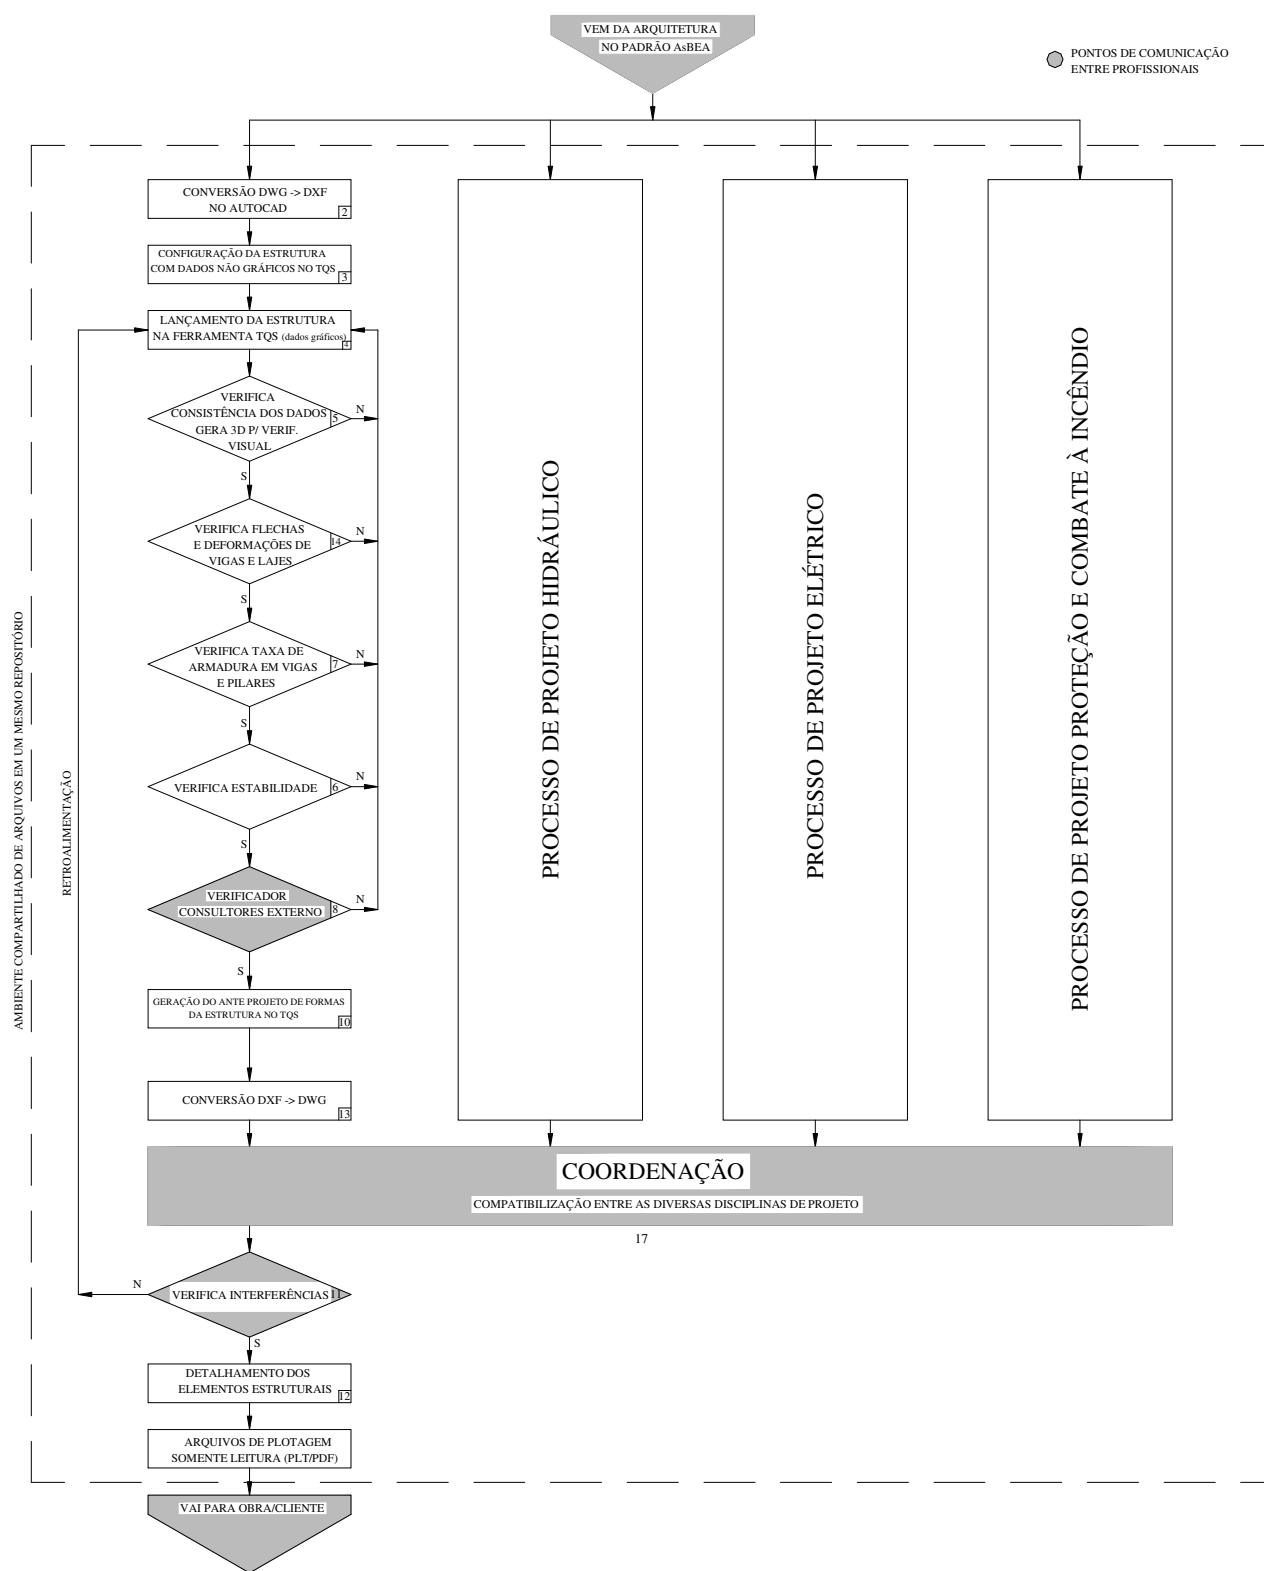 VEM DA ARQUITETURA
NO PADRÃO AsBEA
PONTOS DE COMUNICAÇÃO
ENTRE PROFISSIONAIS
AMBIENTE COMPARTILHADO DE ARQUIVOS EM UM MESMO REPOSITÓRIO
RETROALIMENTAÇÃO
CONVERSÃO DWG -> DXF
NO AUTOCAD
2
CONFIGURAÇÃO DA ESTRUTURA
COM DADOS NÃO GRÁFICOS NO TQS
3
LANÇAMENTO DA ESTRUTURA
NA FERRAMENTA TQS (dados gráficos)
4
VERIFICA
CONSISTÊNCIA DOS DADOS
GERA 3D P/ VERIF.
VISUAL
5
N
S
VERIFICA FLECHAS
E DEFORMAÇÕES DE
VIGAS E LAJES
14
N
S
VERIFICA TAXA DE
ARMADURA EM VIGAS
E PILARES
7
N
S
VERIFICA ESTABILIDADE
6
N
S
VERIFICADOR
CONSULTORES EXTERNO
8
N
S
GERAÇÃO DO ANTE PROJETO DE FORMAS
DA ESTRUTURA NO TQS
10
CONVERSÃO DXF -> DWG
13
PROCESSO DE PROJETO HIDRÁULICO
PROCESSO DE PROJETO ELÉTRICO
PROCESSO DE PROJETO PROTEÇÃO E COMBATE À INCÊNDIO
COORDENAÇÃO
COMPATIBILIZAÇÃO ENTRE AS DIVERSAS DISCIPLINAS DE PROJETO
17
VERIFICA INTERFERÊNCIAS
11
N
S
DETALHAMENTO DOS
ELEMENTOS ESTRUTURAIS
12
ARQUIVOS DE PLOTAGEM
SOMENTE LEITURA (PLT/PDF)
VAI PARA OBRA/CLIENTE